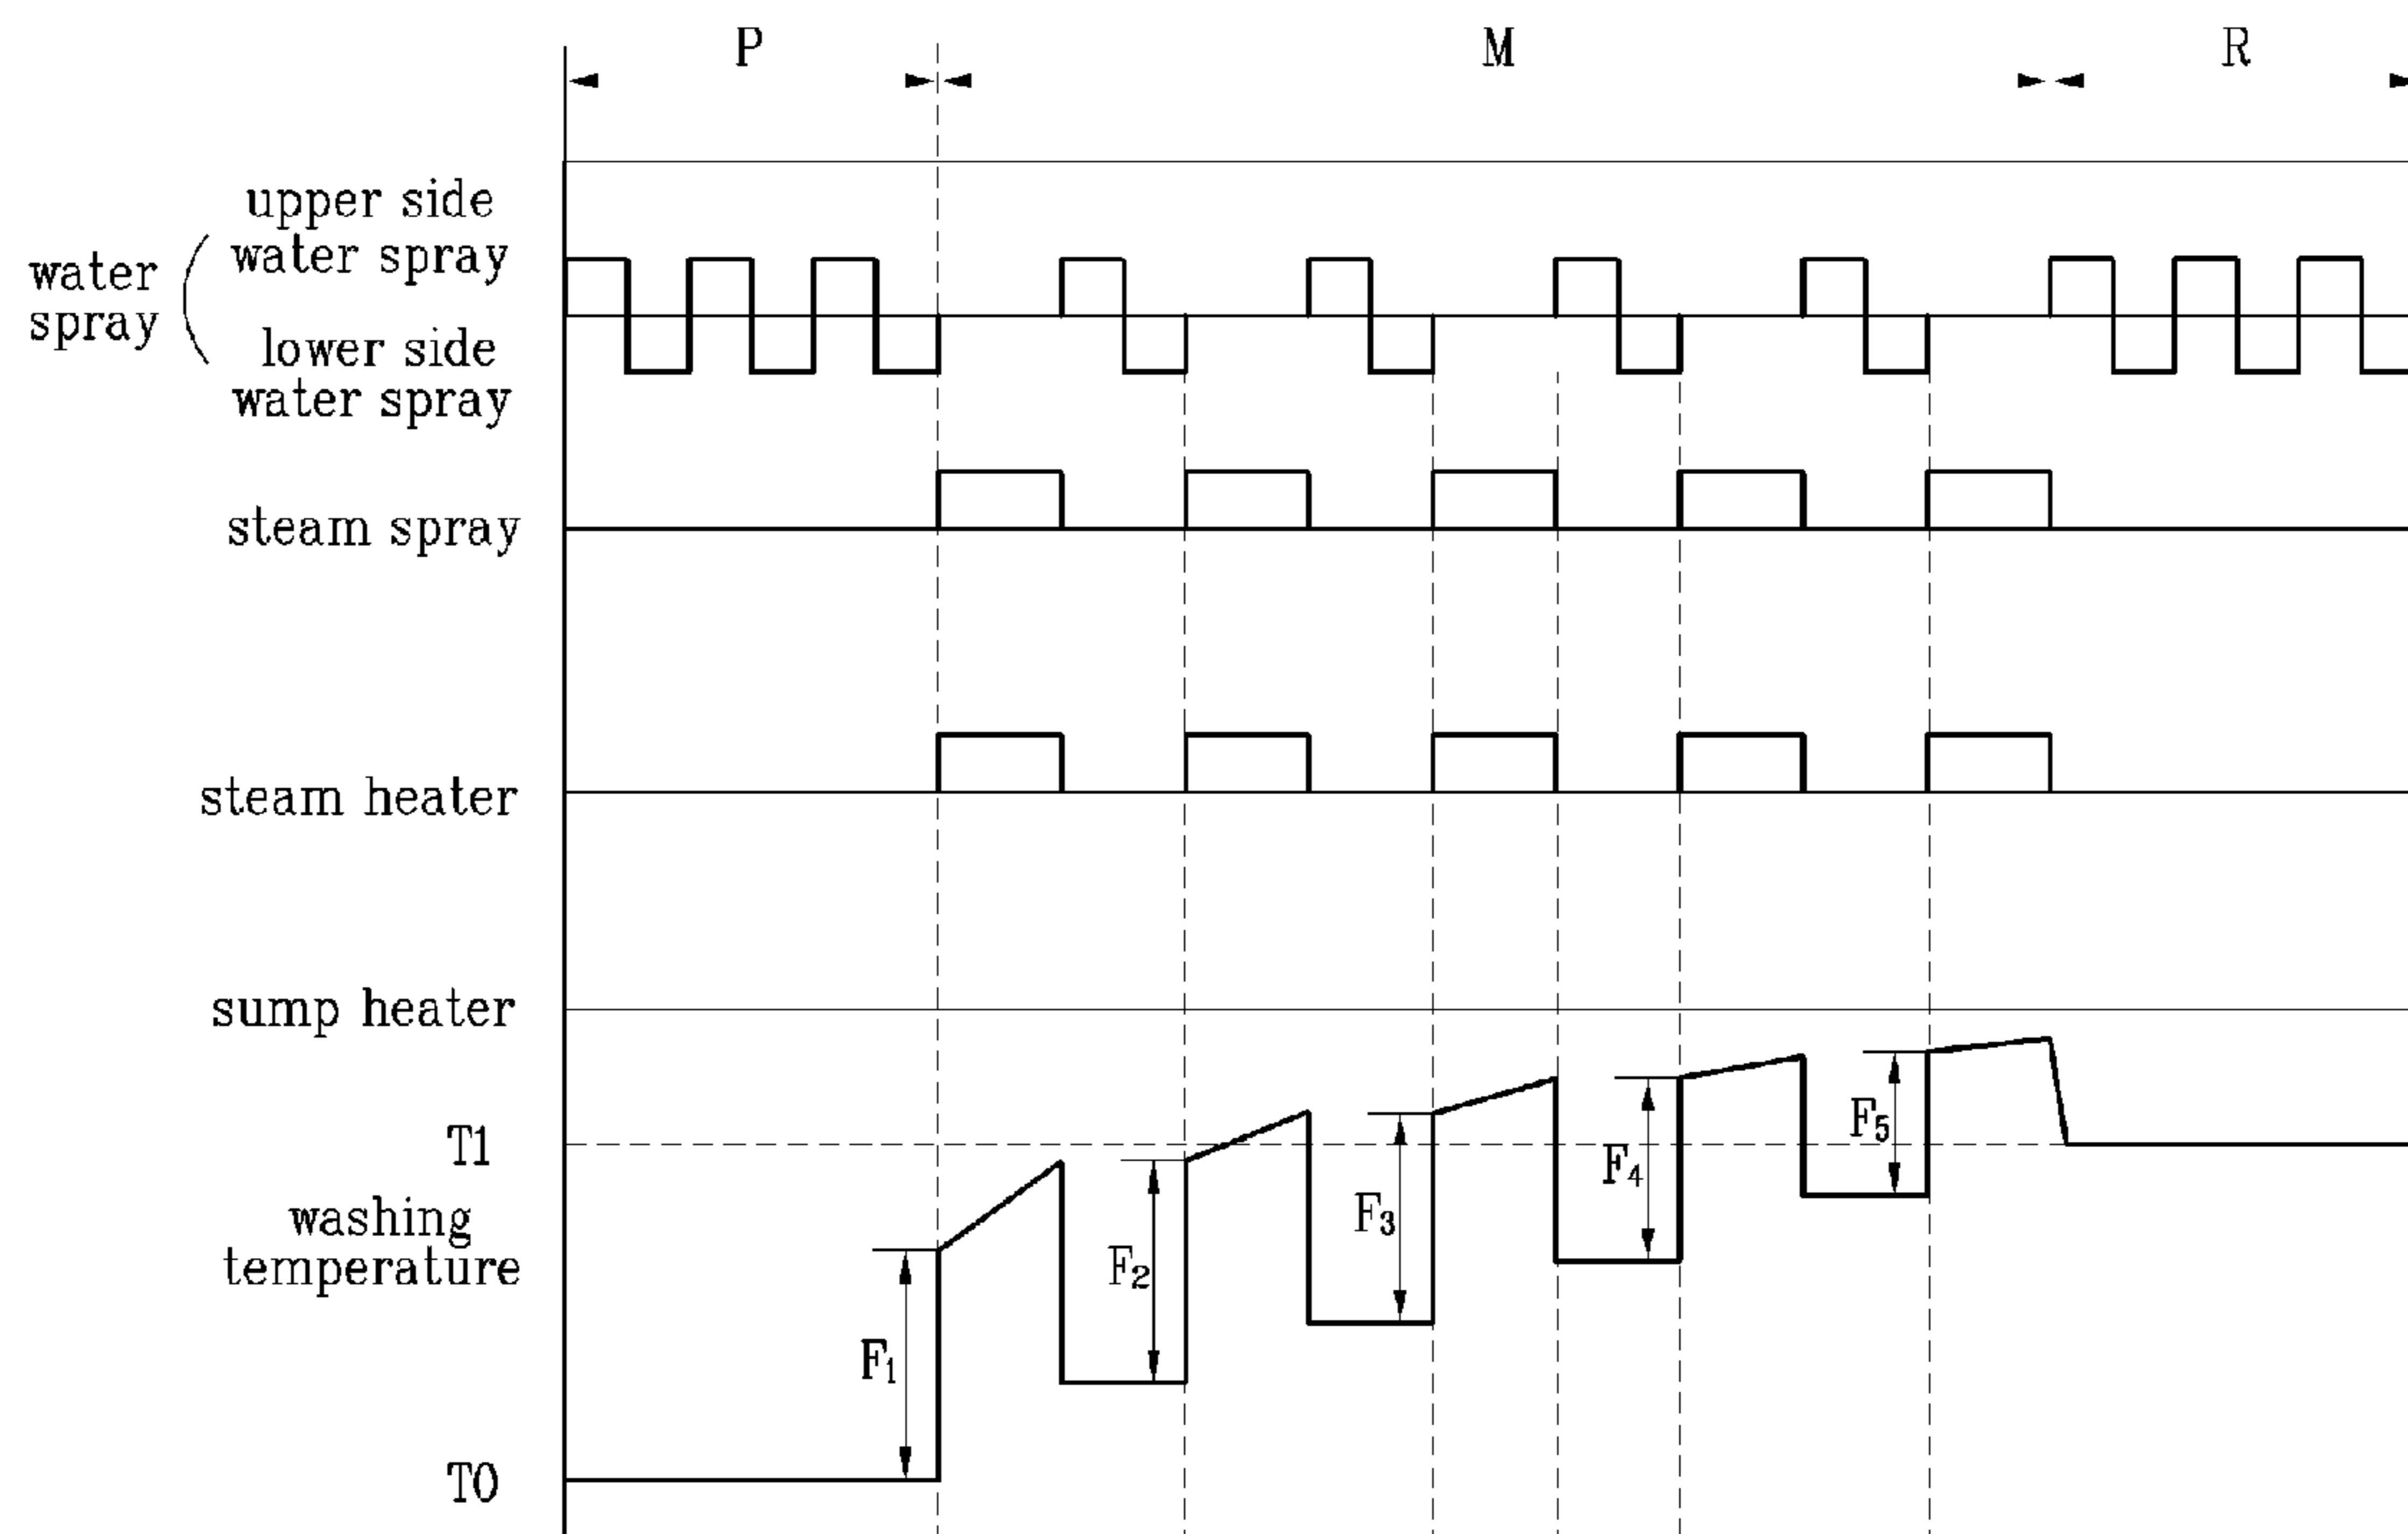 P M R
upper side
water spray
water
spray
lower side
water spray
steam spray
steam heater
sump heater
T1
washing
temperature
T0
F1
F2
F3
F4
F5